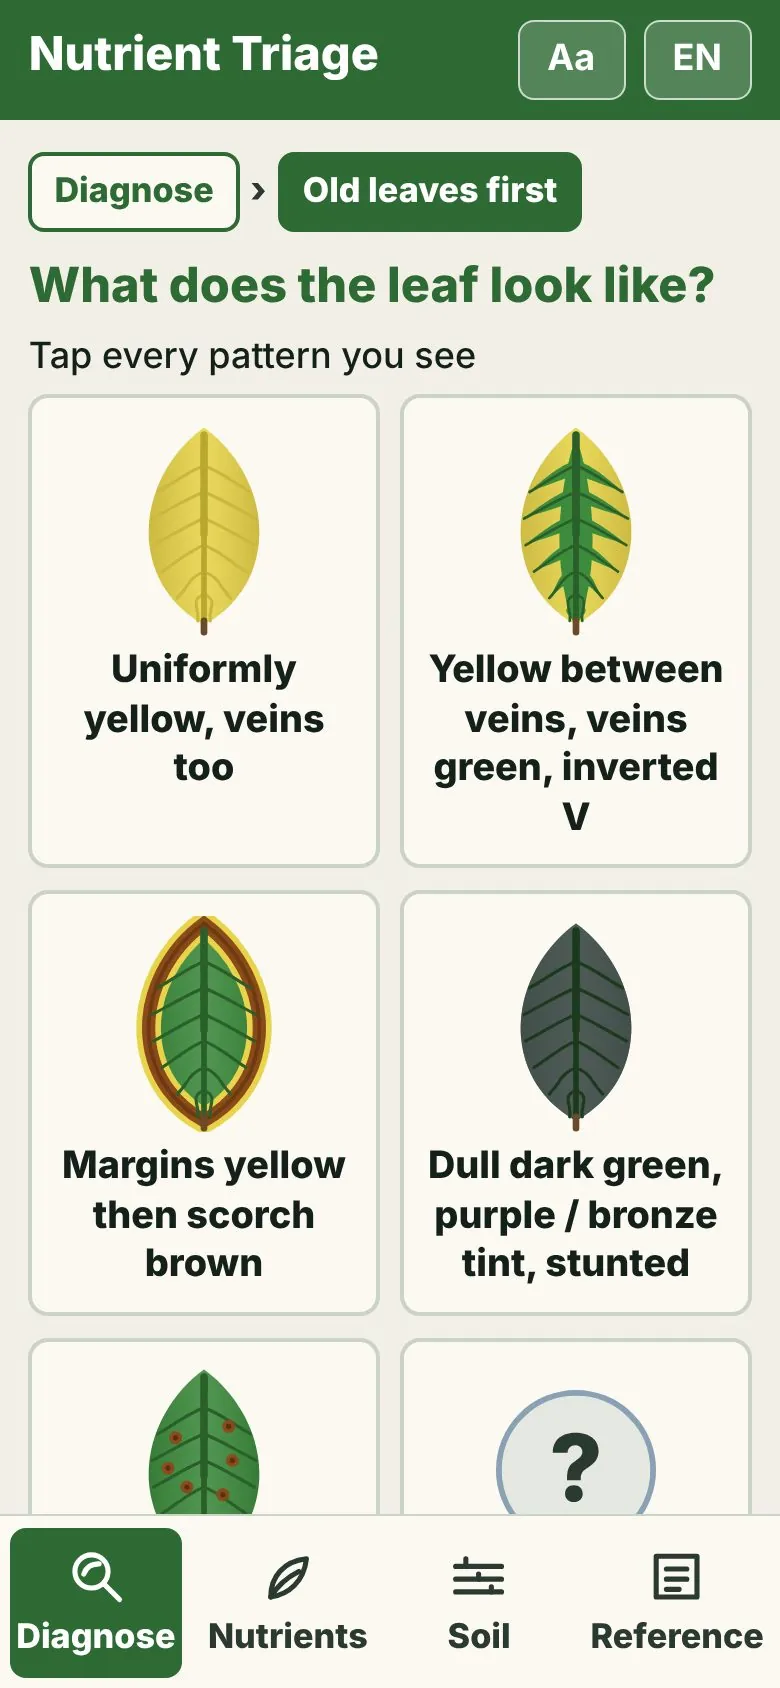 Nutrient Triage
Aa
EN
Diagnose
›
Old leaves first
What does the leaf look like?
Tap every pattern you see
Uniformly
yellow, veins
too
Yellow between
veins, veins
green, inverted
V
Margins yellow
then scorch
brown
Dull dark green,
purple / bronze
tint, stunted
?
Diagnose
Nutrients
Soil
Reference